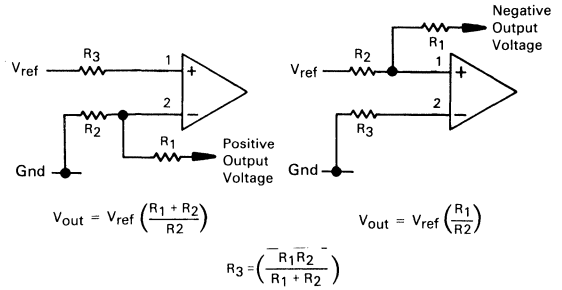 R3
1
Vref
+
2
−
R2
R1
Positive
Output
Voltage
Gnd
Vout = Vref (R1 + R2 / R2)
Negative
Output
Voltage
R1
R2
1
Vref
+
2
−
R3
Gnd
Vout = Vref (R1 / R2)
R3 = (R1R2 / R1 + R2)